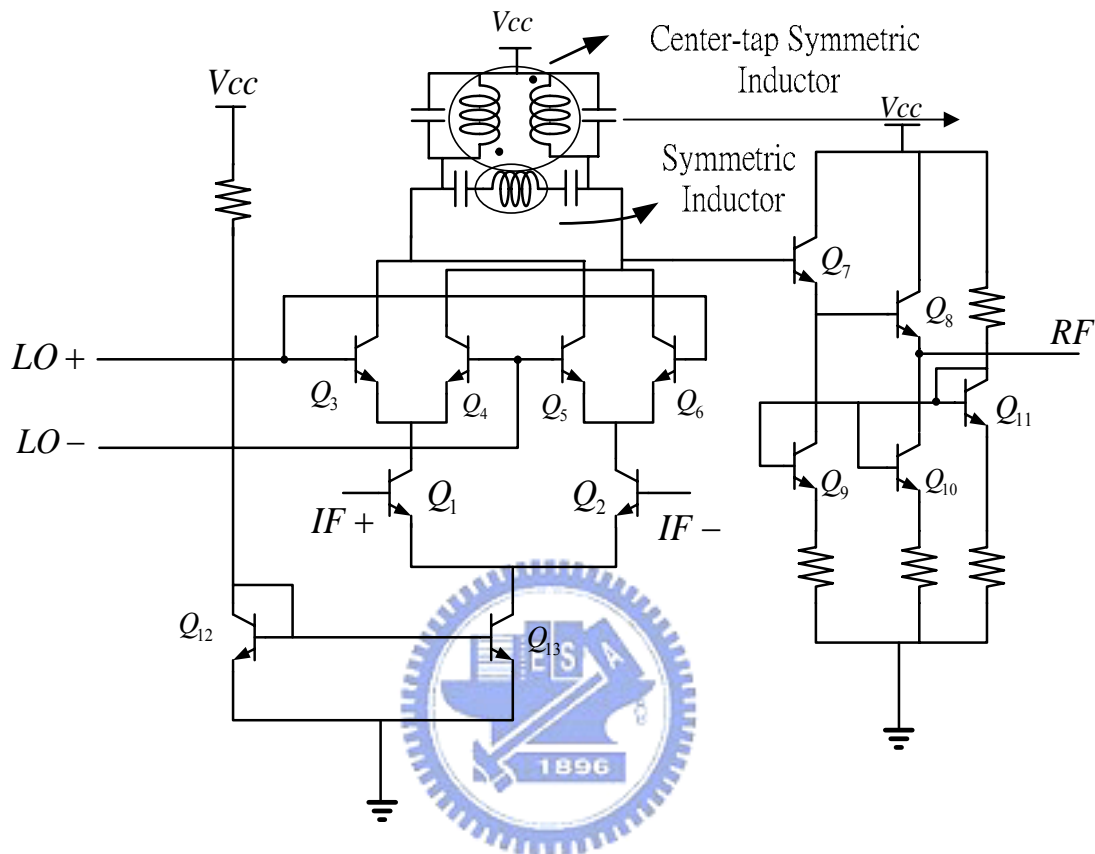 Vcc
Center-tap Symmetric
Inductor
Vcc
Vcc
Symmetric
Inductor
Q7
Q8
RF
LO+
Q3
Q4
Q5
Q6
Q11
LO−
Q1
Q2
Q9
Q10
IF+
IF−
Q12
Q13
E S A
1896